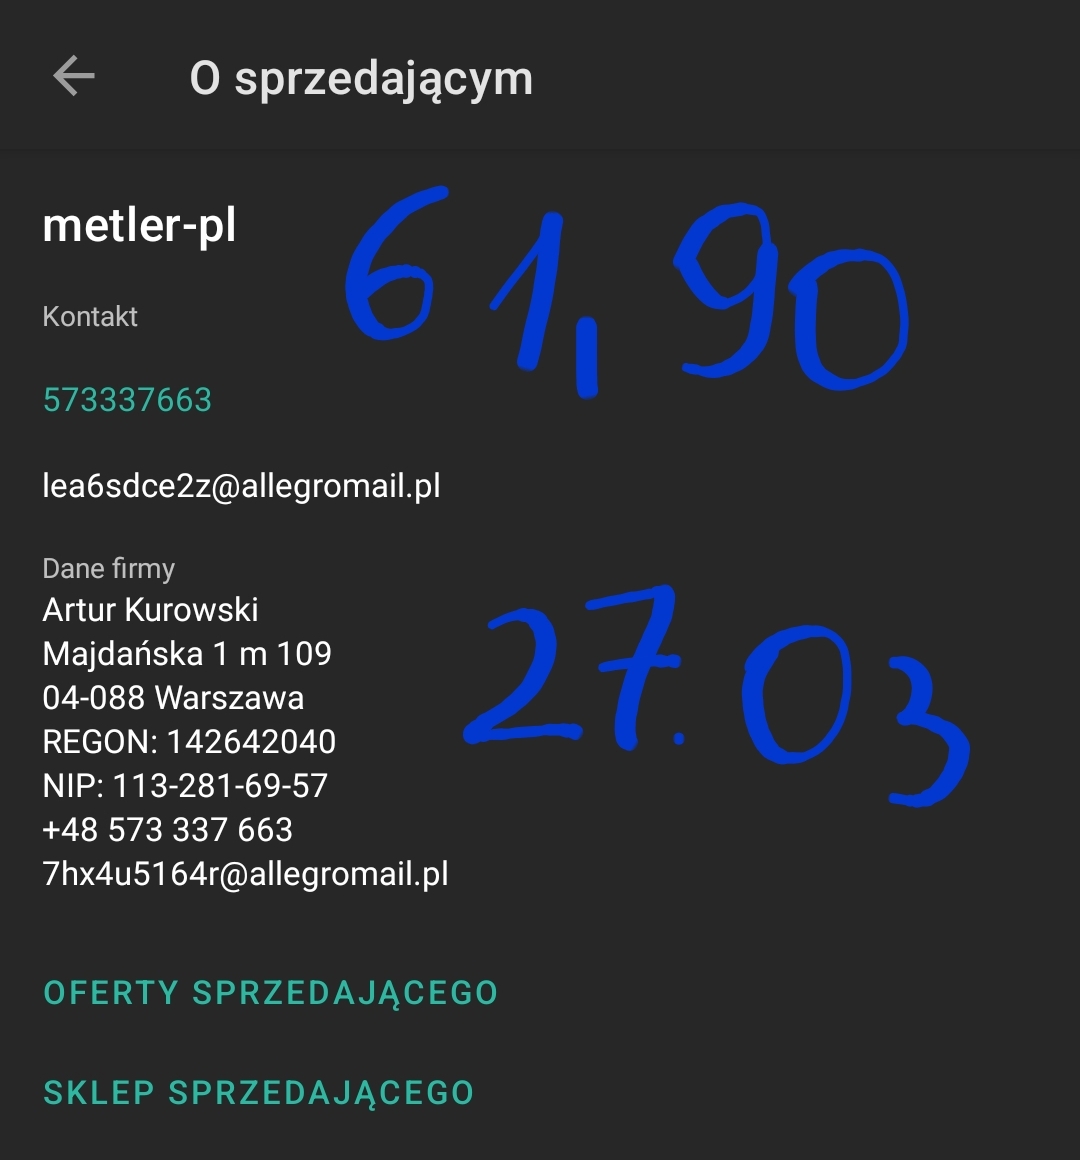 O sprzedającym
metler-pl
61,90
Kontakt
573337663
lea6sdce2z@allegromail.pl
Dane firmy
Artur Kurowski
Majdańska 1 m 109
04-088 Warszawa
27.03
REGON: 142642040
NIP: 113-281-69-57
+48 573 337 663
7hx4u5164r@allegromail.pl
OFERTY SPRZEDAJĄCEGO
SKLEP SPRZEDAJĄCEGO